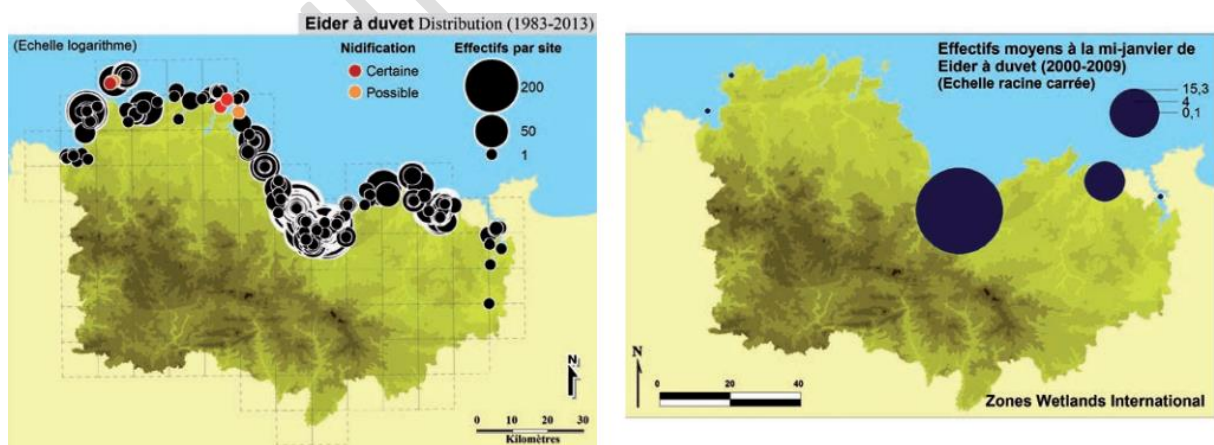 Eider à duvet Distribution (1983-2013)
(Echelle logarithme)
Nidification
Certaine
Possible
Effectifs par site
200
50
1
N
0 10 20 30
Kilomètres
Effectifs moyens à la mi-janvier de
Eider à duvet (2000-2009)
(Echelle racine carrée)
15,3
4
0,1
N
0 20 40
Zones Wetlands International